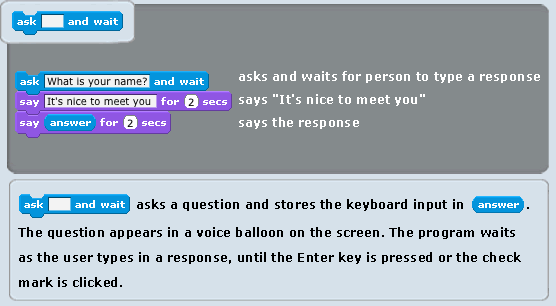 ask and wait
ask What is your name? and wait asks and waits for person to type a response
say It's nice to meet you for 2 secs says "It's nice to meet you"
say answer for 2 secs says the response
ask and wait asks a question and stores the keyboard input in answer .
The question appears in a voice balloon on the screen. The program waits
as the user types in a response, until the Enter key is pressed or the check
mark is clicked.